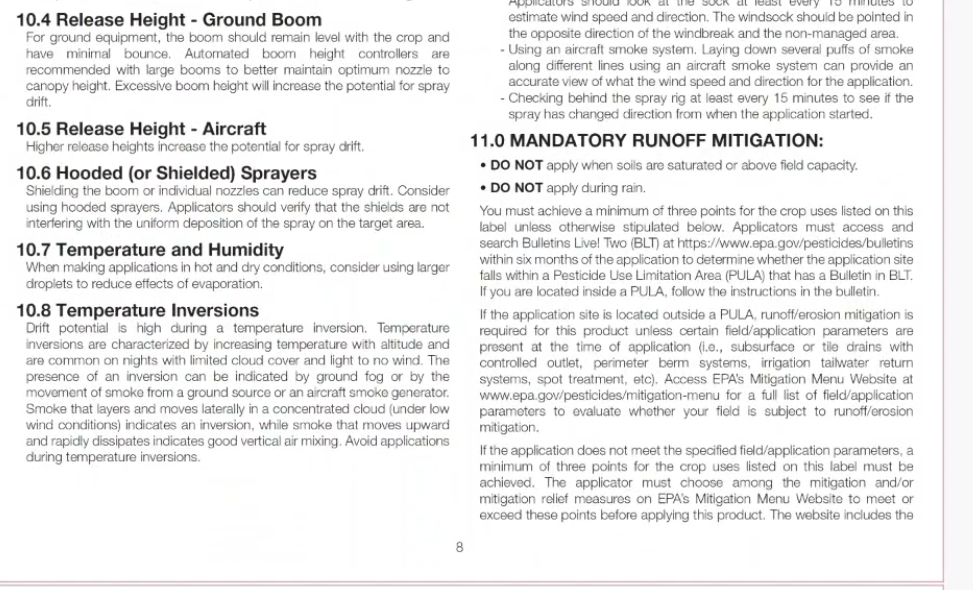 10.4 Release Height - Ground Boom
For ground equipment, the boom should remain level with the crop and
have minimal bounce. Automated boom height controllers are
recommended with large booms to better maintain optimum nozzle to
canopy height. Excessive boom height will increase the potential for spray
drift.
10.5 Release Height - Aircraft
Higher release heights increase the potential for spray drift.
10.6 Hooded (or Shielded) Sprayers
Shielding the boom or individual nozzles can reduce spray drift. Consider
using hooded sprayers. Applicators should verify that the shields are not
interfering with the uniform deposition of the spray on the target area.
10.7 Temperature and Humidity
When making applications in hot and dry conditions, consider using larger
droplets to reduce effects of evaporation.
10.8 Temperature Inversions
Drift potential is high during a temperature inversion. Temperature
inversions are characterized by increasing temperature with altitude and
are common on nights with limited cloud cover and light to no wind. The
presence of an inversion can be indicated by ground fog or by the
movement of smoke from a ground source or an aircraft smoke generator.
Smoke that layers and moves laterally in a concentrated cloud (under low
wind conditions) indicates an inversion, while smoke that moves upward
and rapidly dissipates indicates good vertical air mixing. Avoid applications
during temperature inversions.
Applicators should look at the sock at least every 15 minutes to
estimate wind speed and direction. The windsock should be pointed in
the opposite direction of the windbreak and the non-managed area.
- Using an aircraft smoke system. Laying down several puffs of smoke
along different lines using an aircraft smoke system can provide an
accurate view of what the wind speed and direction for the application.
- Checking behind the spray rig at least every 15 minutes to see if the
spray has changed direction from when the application started.
11.0 MANDATORY RUNOFF MITIGATION:
• DO NOT apply when soils are saturated or above field capacity.
• DO NOT apply during rain.
You must achieve a minimum of three points for the crop uses listed on this
label unless otherwise stipulated below. Applicators must access and
search Bulletins Live! Two (BLT) at https://www.epa.gov/pesticides/bulletins
within six months of the application to determine whether the application site
falls within a Pesticide Use Limitation Area (PULA) that has a Bulletin in BLT.
If you are located inside a PULA, follow the instructions in the bulletin.
If the application site is located outside a PULA, runoff/erosion mitigation is
required for this product unless certain field/application parameters are
present at the time of application (i.e., subsurface or tile drains with
controlled outlet, perimeter berm systems, irrigation tailwater return
systems, spot treatment, etc). Access EPA's Mitigation Menu Website at
www.epa.gov/pesticides/mitigation-menu for a full list of field/application
parameters to evaluate whether your field is subject to runoff/erosion
mitigation.
If the application does not meet the specified field/application parameters, a
minimum of three points for the crop uses listed on this label must be
achieved. The applicator must choose among the mitigation and/or
mitigation relief measures on EPA's Mitigation Menu Website to meet or
exceed these points before applying this product. The website includes the
8